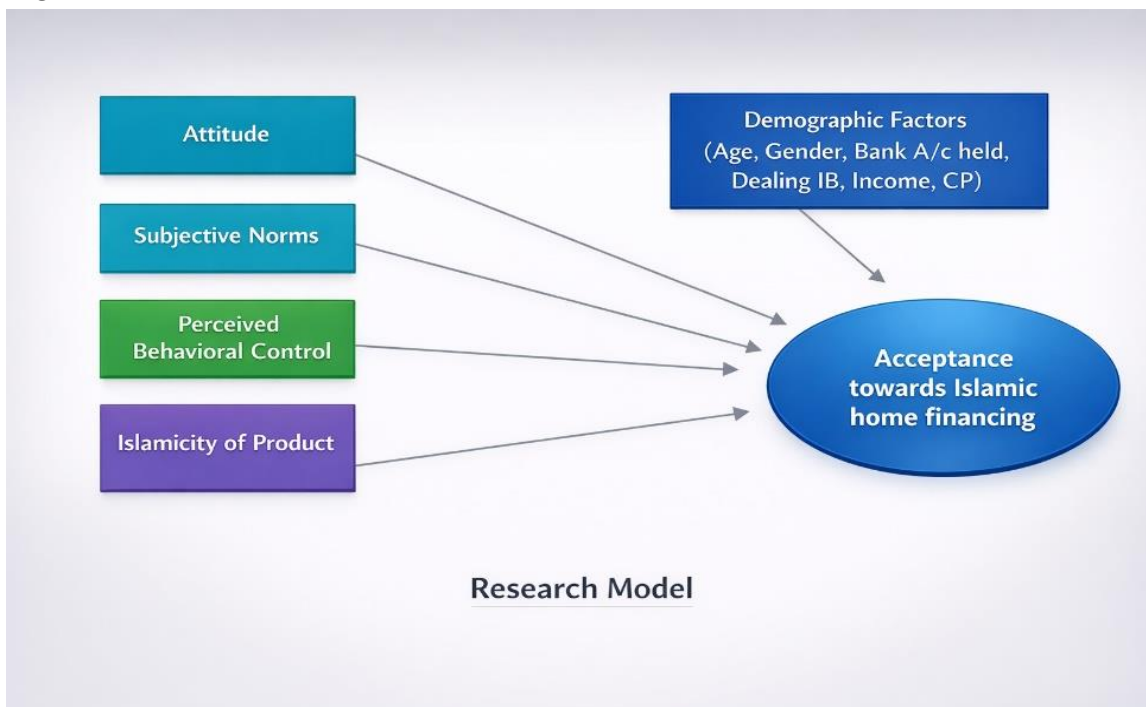 Attitude
Subjective Norms
Perceived
Behavioral Control
Islamicity of Product
Demographic Factors
(Age, Gender, Bank A/c held,
Dealing IB, Income, CP)
Acceptance
towards Islamic
home financing
Research Model